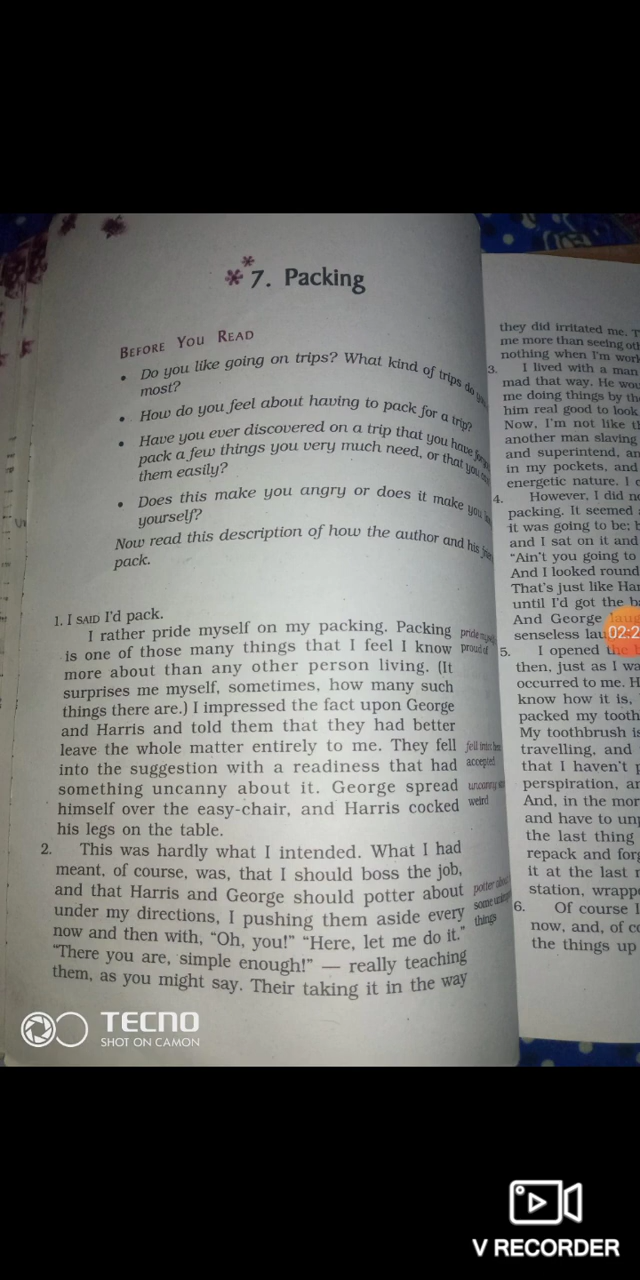 7. Packing
BEFORE YOU READ
• Do you like going on trips? What kind of trips do you
most?
• How do you feel about having to pack for a trip?
• Have you ever discovered on a trip that you have
pack a few things you very much need, or that you
them easily?
• Does this make you angry or does it make you
yourself?
Now read this description of how the author and his
pack.
1. I SAID I'd pack.
I rather pride myself on my packing. Packing
is one of those many things that I feel I know
more about than any other person living. (It
surprises me myself, sometimes, how many such
things there are.) I impressed the fact upon George
and Harris and told them that they had better
leave the whole matter entirely to me. They fell
into the suggestion with a readiness that had
something uncanny about it. George spread
himself over the easy-chair, and Harris cocked
his legs on the table.
2. This was hardly what I intended. What I had
meant, of course, was, that I should boss the job,
and that Harris and George should potter about
under my directions, I pushing them aside every
now and then with, "Oh, you!" "Here, let me do it."
"There you are, simple enough!" — really teaching
them, as you might say. Their taking it in the way
proud of
accepted
weird
potter
things
they did irritated me. T
me more than seeing
nothing when I'm
3. I lived with a man
mad that way. He
me doing things by
him real good to look
Now, I'm not like
another man slaving
and superintend,
in my pockets, and
energetic nature. I
4. However, I did
packing. It seemed
it was going to be;
and I sat on it and
"Ain't you going to
And I looked round
That's just like
until I'd got the
And George
senseless
5. I opened the
then, just as I
occurred to me. H
know how it is,
packed my
My toothbrush is
travelling, and
that I haven't
perspiration,
And, in the
and have to
the last thing
repack and
it at the last
station,
6. Of course I
now, and, of
the things up
02:2
TECNO
SHOT ON CAMON
V RECORDER